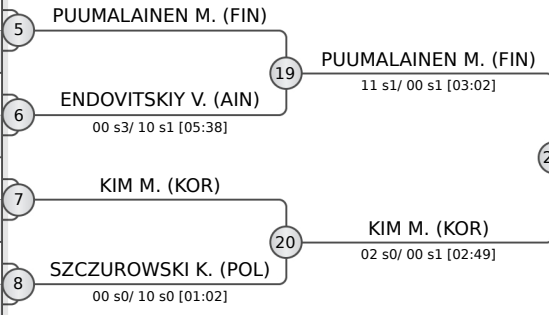 PUUMALAINEN M. (FIN)
5
19
PUUMALAINEN M. (FIN)
11 s1/ 00 s1 [03:02]
ENDOVITSKIY V. (AIN)
6
00 s3/ 10 s1 [05:38]
KIM M. (KOR)
7
20
KIM M. (KOR)
02 s0/ 00 s1 [02:49]
SZCZUROWSKI K. (POL)
8
00 s0/ 10 s0 [01:02]